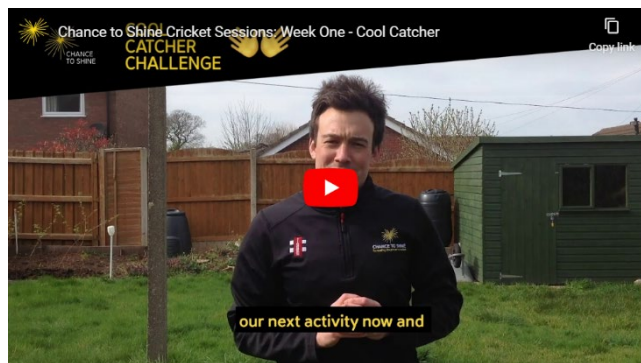 Chance to Shine Cricket Sessions: Week One - Cool Catcher
COOL
CATCHER
CHALLENGE
CHANCE
TO SHINE
Copy link
CHANCE TO SHINE
our next activity now and